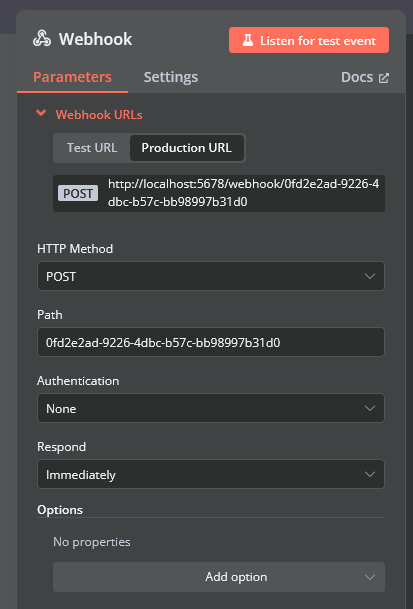 Webhook
Listen for test event
Parameters
Settings
Docs
Webhook URLs
Test URL
Production URL
POST
http://localhost:5678/webhook/0fd2e2ad-9226-4
dbc-b57c-bb98997b31d0
HTTP Method
POST
Path
0fd2e2ad-9226-4dbc-b57c-bb98997b31d0
Authentication
None
Respond
Immediately
Options
No properties
Add option